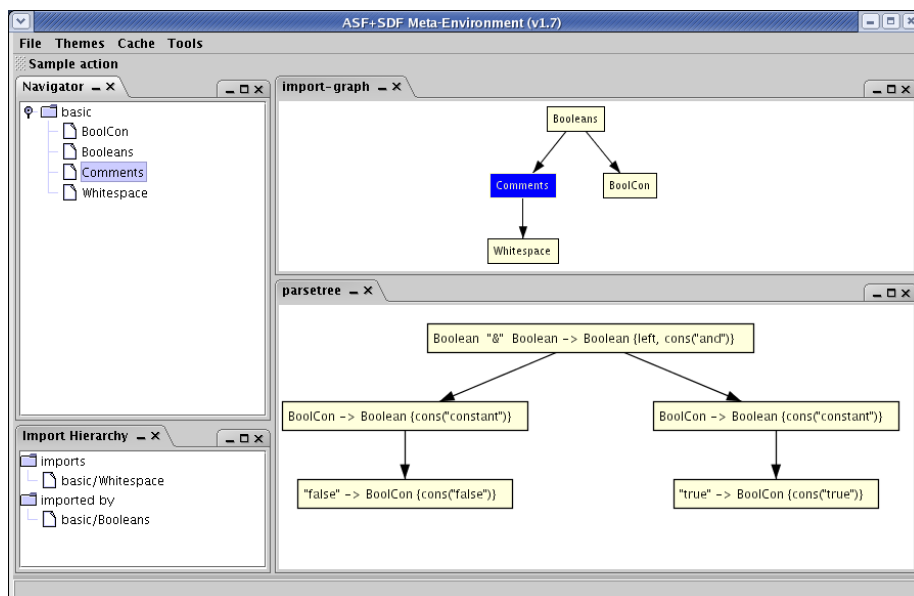 ASF+SDF Meta-Environment (v1.7)
File Themes Cache Tools
Sample action
Navigator
basic
BoolCon
Booleans
Comments
Whitespace
import-graph
Booleans
Comments
BoolCon
Whitespace
Import Hierarchy
imports
basic/Whitespace
imported by
basic/Booleans
parsetree
Boolean "&" Boolean -> Boolean {left, cons("and")}
BoolCon -> Boolean {cons("constant")}
BoolCon -> Boolean {cons("constant")}
"false" -> BoolCon {cons("false")}
"true" -> BoolCon {cons("true")}